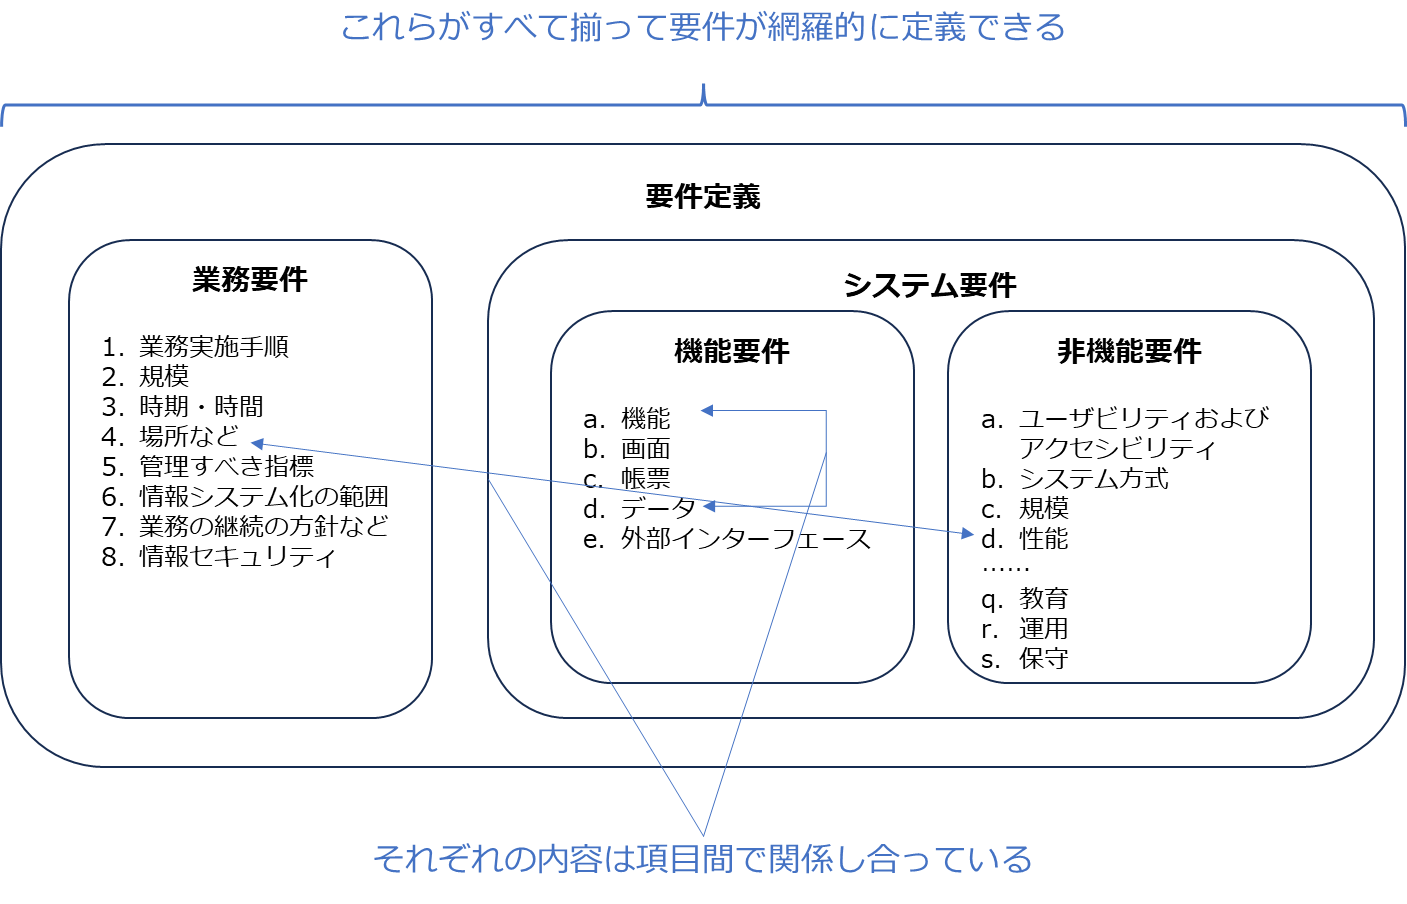 これらがすべて揃って要件が網羅的に定義できる
要件定義
業務要件
1. 業務実施手順
2. 規模
3. 時期・時間
4. 場所など
5. 管理すべき指標
6. 情報システム化の範囲
7. 業務の継続の方針など
8. 情報セキュリティ
システム要件
機能要件
a. 機能
b. 画面
c. 帳票
d. データ
e. 外部インターフェース
非機能要件
a. ユーザビリティおよび
アクセシビリティ
b. システム方式
c. 規模
d. 性能
……
q. 教育
r. 運用
s. 保守
それぞれの内容は項目間で関係し合っている